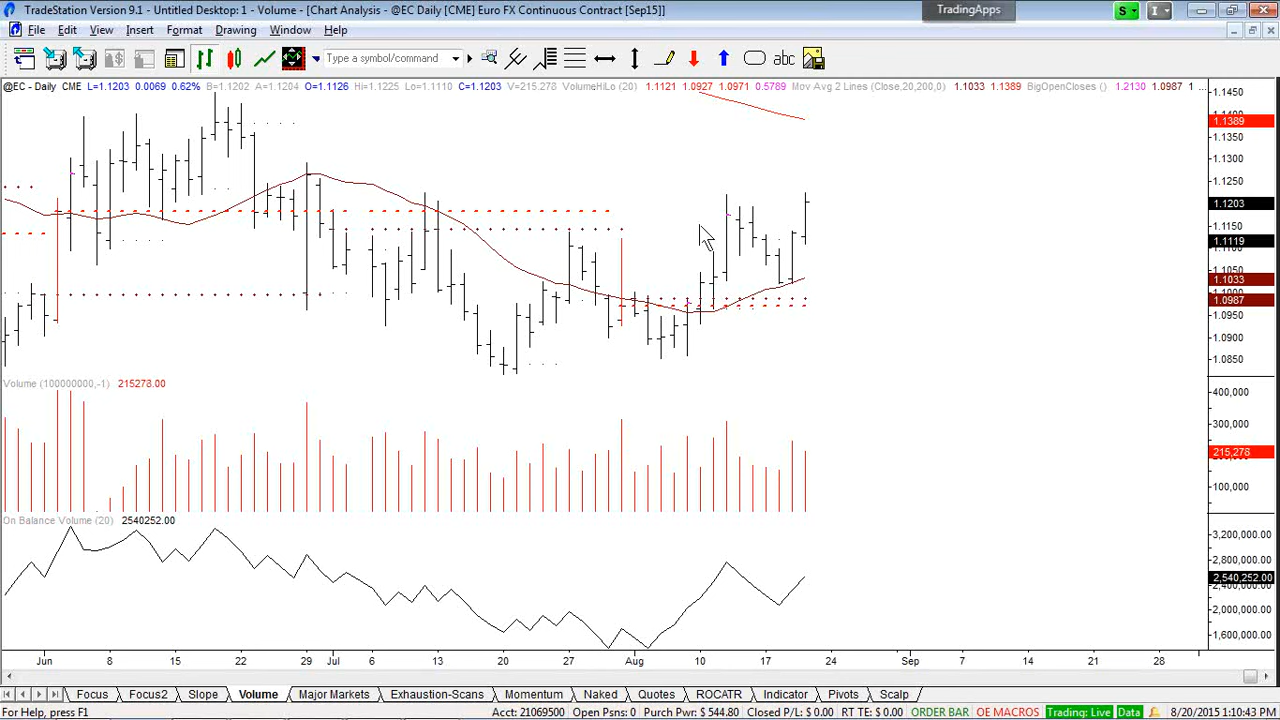 TradeStation Version 9.1 - Untitled Desktop: 1 - Volume - [Chart Analysis - @EC Daily [CME] Euro FX Continuous Contract [Sep15]]
TradingApps
S
I
File Edit View Insert Format Drawing Window Help
Type a symbol/command
abc
@EC - Daily CME L=1.1203 0.0069 0.62% B=1.1202 A=1.1204 O=1.1126 Hi=1.1225 Lo=1.1110 C=1.1203 V=215.278 VolumeHiLo (20) 1.1121 1.0927 1.0971 0.5789 Mov Avg 2 Lines (Close,20,200,0) 1.1033 1.1389 BigOpenCloses () 1.2130 1.0987 1 ...
1.1450
1.1389
1.1350
1.1300
1.1250
1.1203
1.1150
1.1119
1.1050
1.1033
1.0987
1.0950
1.0900
1.0850
Volume (100000000,-1) 215278.00
400,000
300,000
215,278
100,000
On Balance Volume (20) 2540252.00
3,200,000.00
2,800,000.00
2,540,252.00
2,400,000.00
2,000,000.00
1,600,000.00
Jun 8 15 22 29 Jul 6 13 20 27 Aug 10 17 24 Sep 7 14 21 28
Focus Focus2 Slope Volume Major Markets Exhaustion-Scans Momentum Naked Quotes ROCATR Indicator Pivots Scalp
For Help, press F1 Acct: 21069500 Open Psns: 0 Purch Pwr: $ 544.80 Closed P/L: $ 0.00 RT TE: $ 0.00 ORDER BAR OE MACROS Trading: Live Data 8/20/2015 1:10:43 PM